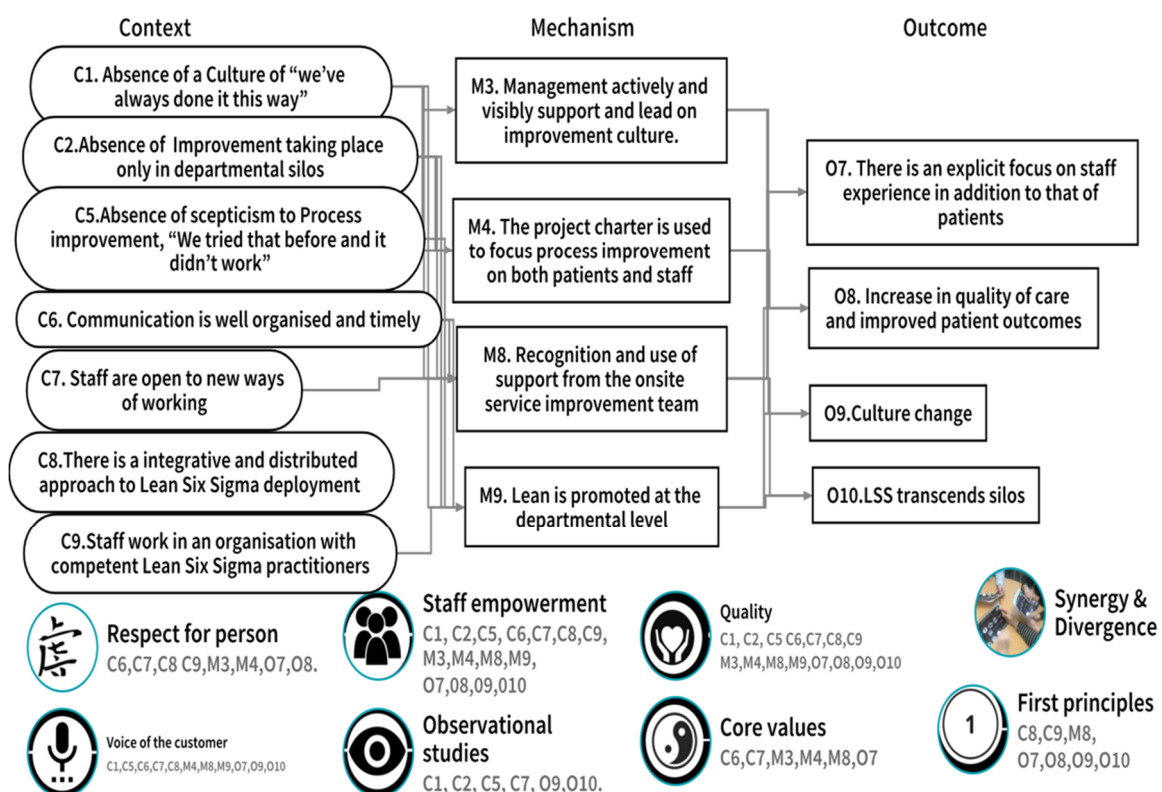 Context
Mechanism
Outcome
C1. Absence of a Culture of “we’ve
always done it this way”
C2.Absence of Improvement taking place
only in departmental silos
C5.Absence of scepticism to Process
improvement, “We tried that before and it
didn’t work”
C6. Communication is well organised and timely
C7. Staff are open to new ways
of working
C8.There is a integrative and distributed
approach to Lean Six Sigma deployment
C9.Staff work in an organisation with
competent Lean Six Sigma practitioners
M3. Management actively and
visibly support and lead on
improvement culture.
M4. The project charter is used
to focus process improvement
on both patients and staff
M8. Recognition and use of
support from the onsite
service improvement team
M9. Lean is promoted at the
departmental level
O7. There is an explicit focus on staff
experience in addition to that of
patients
O8. Increase in quality of care
and improved patient outcomes
O9.Culture change
O10.LSS transcends silos
Respect for person
C6,C7,C8 C9,M3,M4,O7,O8.
Staff empowerment
C1, C2,C5, C6,C7,C8,C9,
M3,M4,M8,M9,
O7,08,09,010
Quality
C1, C2, C5 C6,C7,C8,C9
M3,M4,M8,M9,O7,O8,O9,O10
Synergy &
Divergence
Voice of the customer
C1,C5,C6,C7,C8,M4,M8,M9,O7,O9,O10
Observational
studies
C1, C2, C5, C7, O9,O10.
Core values
C6,C7,M3,M4,M8,O7
1
First principles
C8,C9,M8,
O7,O8,O9,O10